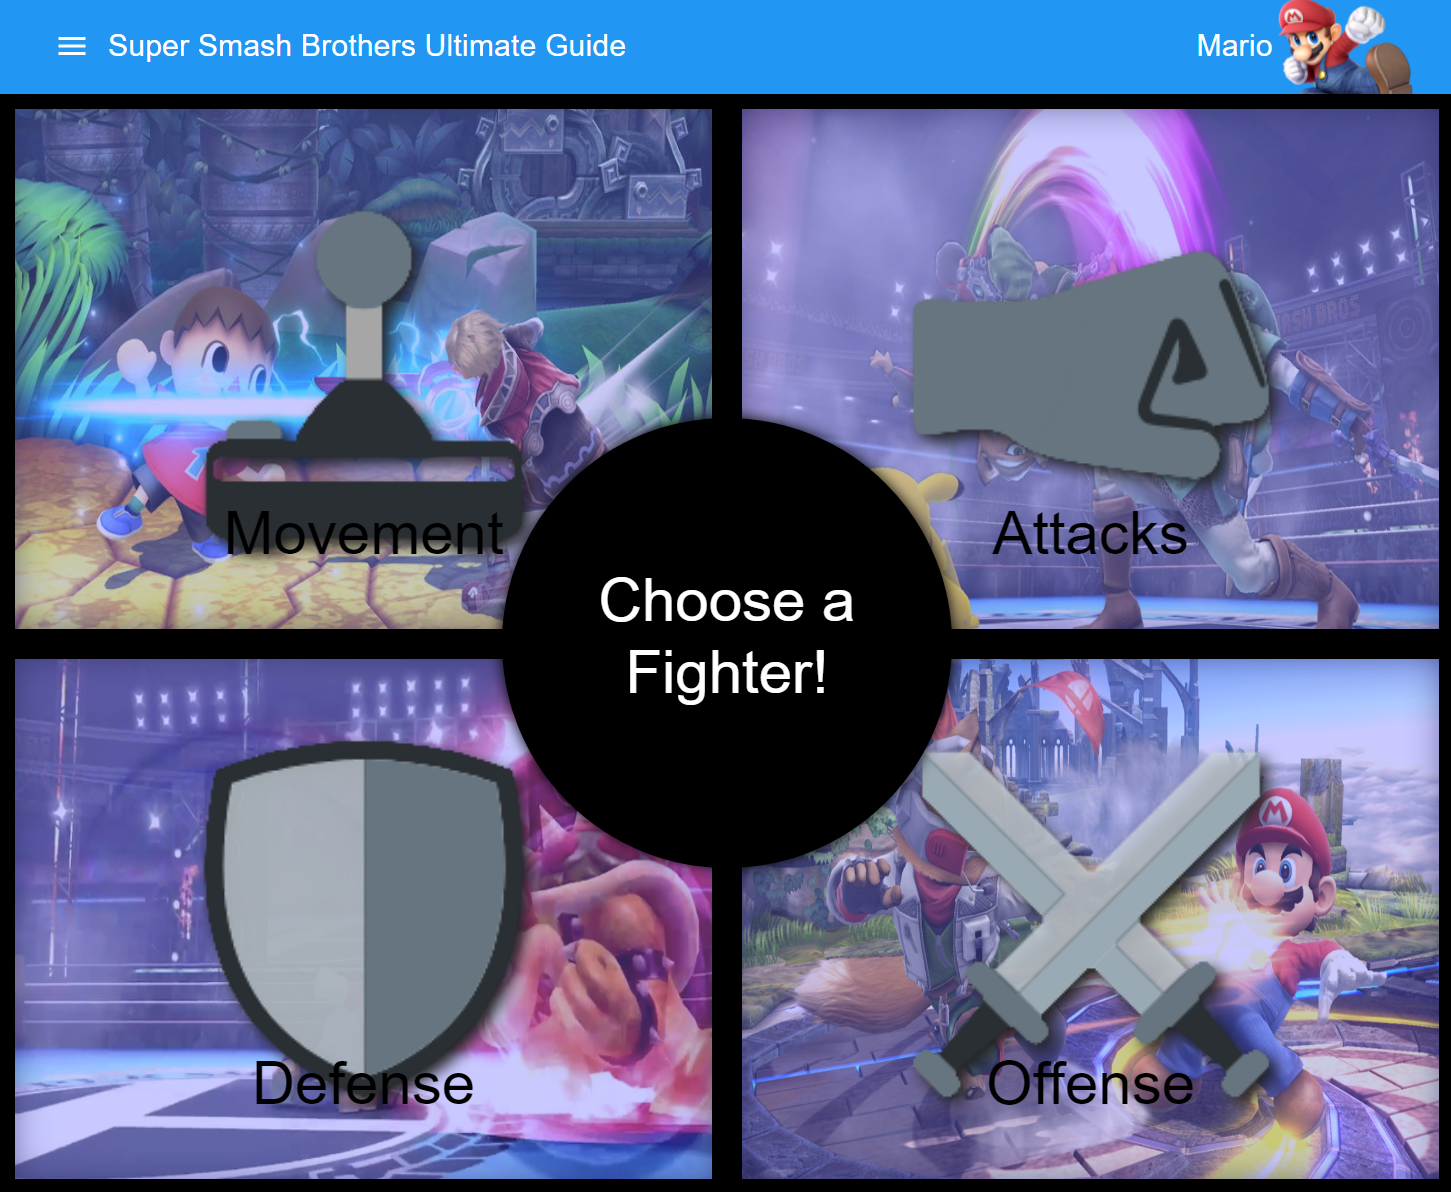 Super Smash Brothers Ultimate Guide
Mario
Movement
Attacks
Choose a
Fighter!
Defense
Offense